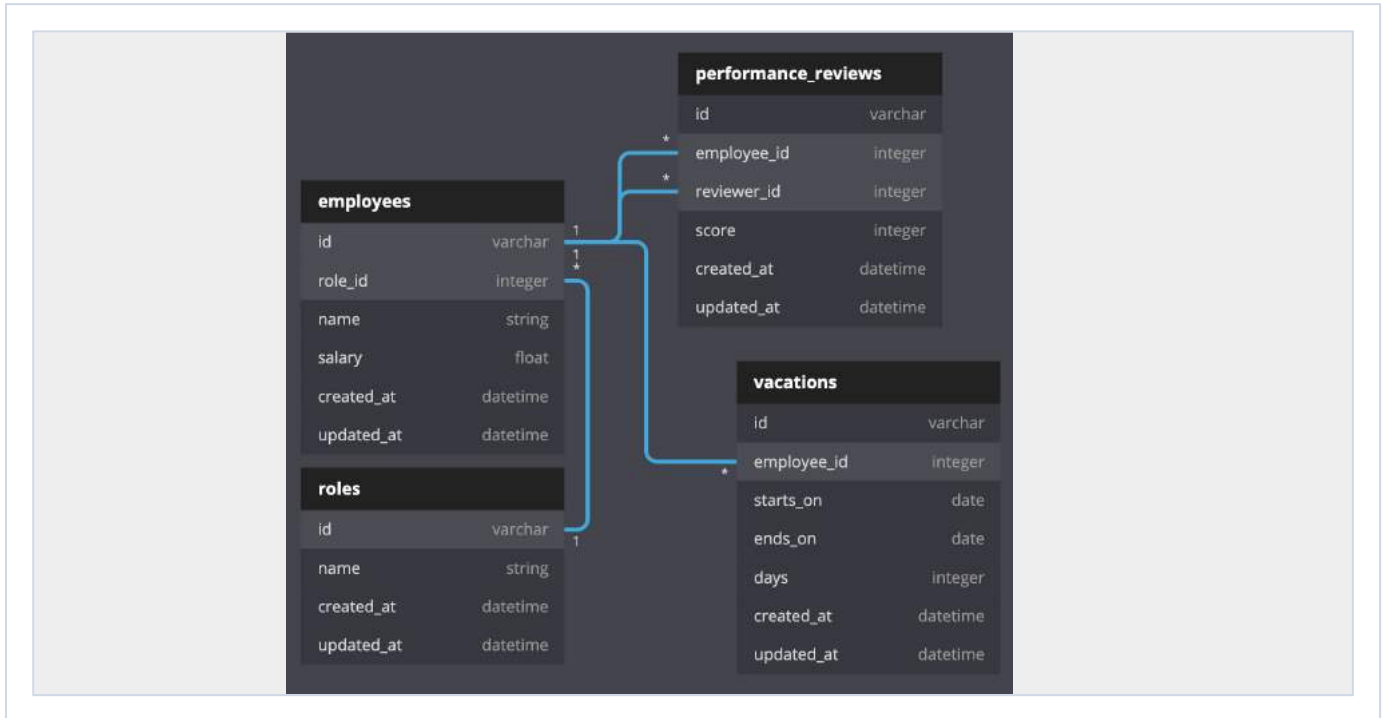 performance_reviews
id varchar
* employee_id integer
* reviewer_id integer
score integer
created_at datetime
updated_at datetime
employees
id varchar 1
1
role_id integer *
name string
salary float
created_at datetime
updated_at datetime
roles
id varchar 1
name string
created_at datetime
updated_at datetime
vacations
id varchar
* employee_id integer
starts_on date
ends_on date
days integer
created_at datetime
updated_at datetime